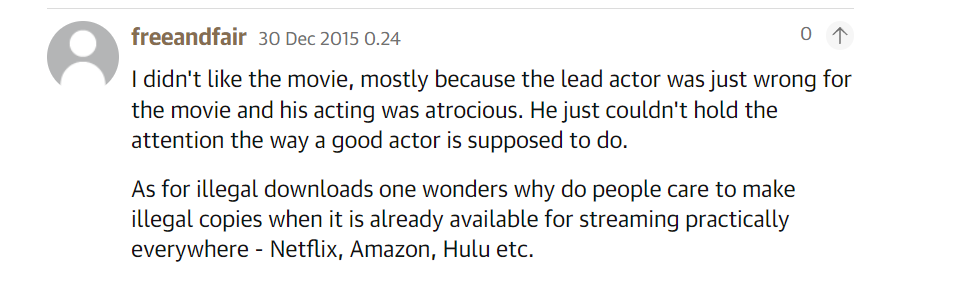 freeandfair 30 Dec 2015 0.24 0
I didn't like the movie, mostly because the lead actor was just wrong for
the movie and his acting was atrocious. He just couldn't hold the
attention the way a good actor is supposed to do.
As for illegal downloads one wonders why do people care to make
illegal copies when it is already available for streaming practically
everywhere - Netflix, Amazon, Hulu etc.